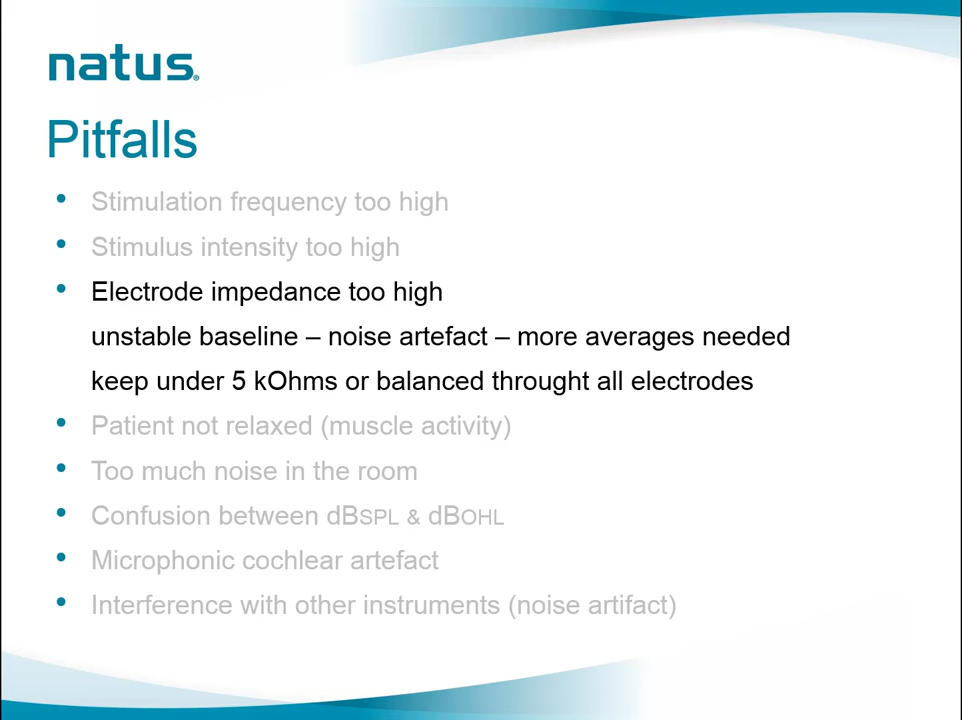 natus®
Pitfalls
• Stimulation frequency too high
• Stimulus intensity too high
• Electrode impedance too high
unstable baseline – noise artefact – more averages needed
keep under 5 kOhms or balanced throught all electrodes
• Patient not relaxed (muscle activity)
• Too much noise in the room
• Confusion between dBSPL & dBOHL
• Microphonic cochlear artefact
• Interference with other instruments (noise artifact)